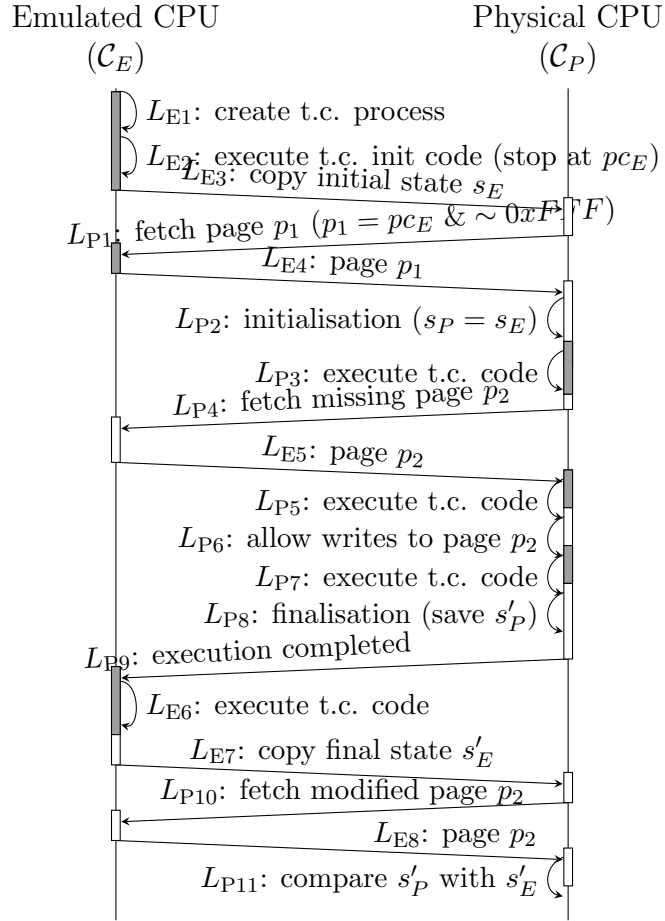 Emulated CPU Physical CPU
(𝒞_E) (𝒞_P)
L_E1: create t.c. process
L_E2: execute t.c. init code (stop at pc_E)
L_E3: copy initial state s_E
L_P1: fetch page p_1 (p_1 = pc_E & ∼ 0xFFF)
L_E4: page p_1
L_P2: initialisation (s_P = s_E)
L_P3: execute t.c. code
L_P4: fetch missing page p_2
L_E5: page p_2
L_P5: execute t.c. code
L_P6: allow writes to page p_2
L_P7: execute t.c. code
L_P8: finalisation (save s'_P)
L_P9: execution completed
L_E6: execute t.c. code
L_E7: copy final state s'_E
L_P10: fetch modified page p_2
L_E8: page p_2
L_P11: compare s'_P with s'_E